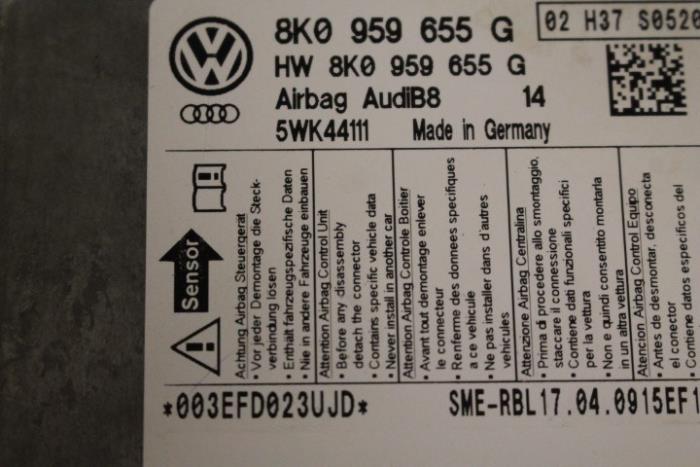 8K0 959 655 G
02 H37 S0520
HW 8K0 959 655 G
Airbag AudiB8 14
5WK44111 Made in Germany
Sensor
Achtung Airbag Steuergerät
• Vor jeder Demontage die Steck-
verbindung lösen
• Enthält fahrzeugspezifische Daten
• Nie in andere Fahrzeuge einbauen
Attention Airbag Control Unit
• Before any disassembly
detach the connector
• Contains specific vehicle data
• Never install in another car
Attention Airbag Controle Boitier
• Avant tout demontage enlever
le connecteur
• Renferme des donnees specifiques
a ce vehicule
• Ne pas installer dans d'autres
vehicules
Attenzione Airbag Centralina
• Prima di procedere allo smontaggio,
staccare il connessione
• Contiene dati funzionali specifici
per la vettura
• Non e quindi consentito montarla
in un altra vettura
Atencion Airbag Control Equipo
• Antes de desmontar, desconecta
el conector
• Contiene datos especificos del
*003EFD023UJD*
SME-RBL17.04.0915EF1